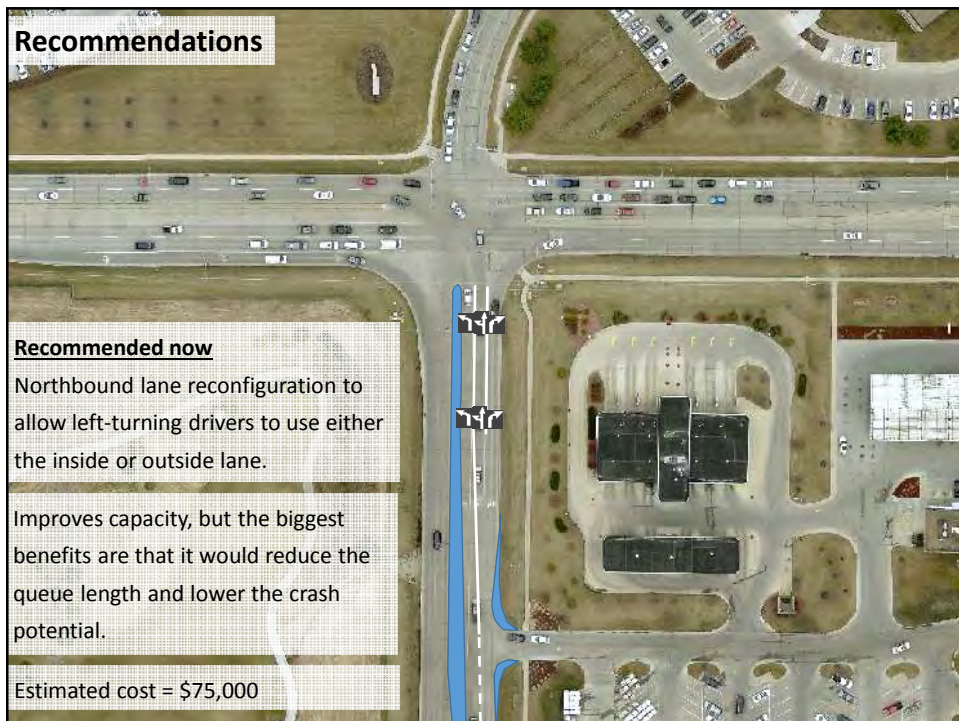 Recommendations
Recommended now
Northbound lane reconfiguration to
allow left-turning drivers to use either
the inside or outside lane.
Improves capacity, but the biggest
benefits are that it would reduce the
queue length and lower the crash
potential.
Estimated cost = $75,000